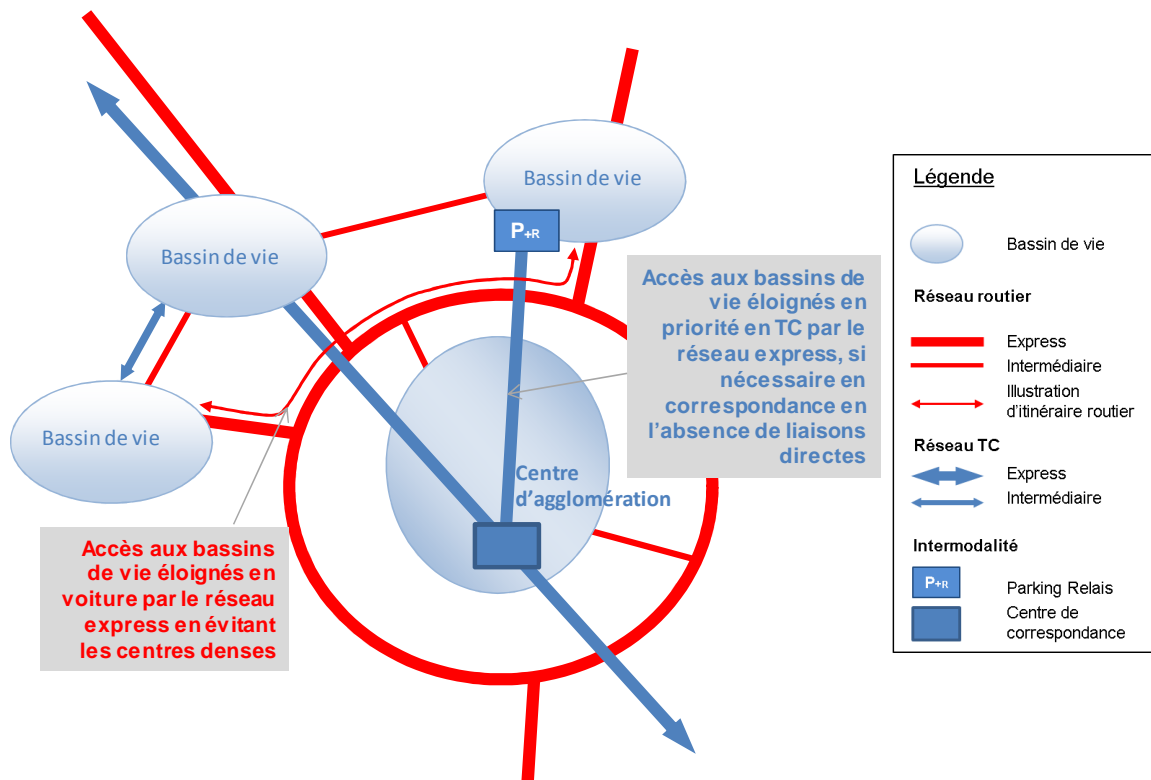 Bassin de vie
P+R
Bassin de vie
Bassin de vie
Accès aux bassins de
vie éloignés en
priorité en TC par le
réseau express, si
nécessaire en
correspondance en
l'absence de liaisons
directes
Centre
d'agglomération
Accès aux bassins
de vie éloignés en
voiture par le réseau
express en évitant
les centres denses
Légende
Bassin de vie
Réseau routier
Express
Intermédiaire
Illustration
d'itinéraire routier
Réseau TC
Express
Intermédiaire
Intermodalité
P+R
Parking Relais
Centre de
correspondance